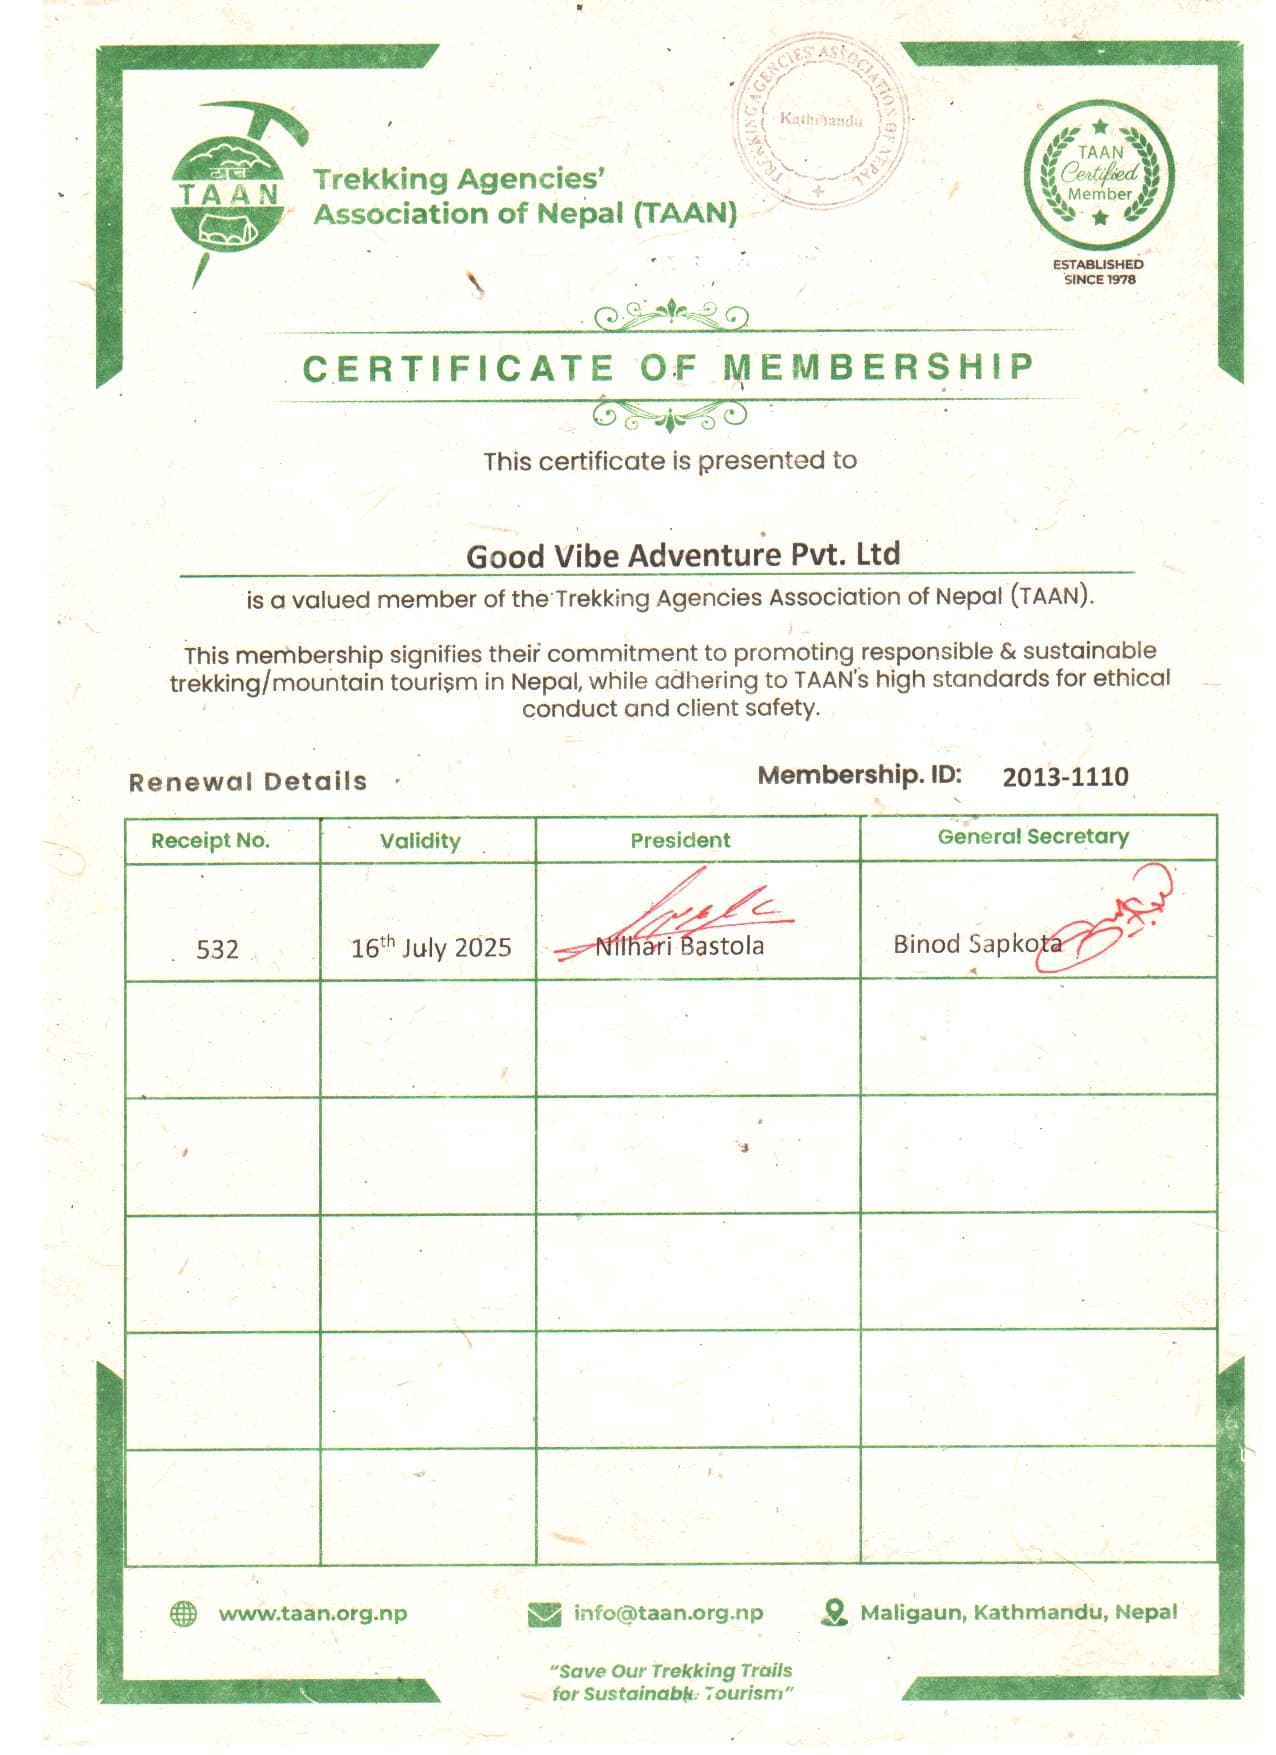 टान
TAAN
Trekking Agencies'
Association of Nepal (TAAN)
TREKKING AGENCIES' ASSOCIATION OF NEPAL
Kathmandu
TAAN
Certified
Member
ESTABLISHED
SINCE 1978
CERTIFICATE OF MEMBERSHIP
This certificate is presented to
Good Vibe Adventure Pvt. Ltd
is a valued member of the Trekking Agencies Association of Nepal (TAAN).
This membership signifies their commitment to promoting responsible & sustainable
trekking/mountain tourism in Nepal, while adhering to TAAN's high standards for ethical
conduct and client safety.
Renewal Details
Membership. ID: 2013-1110
Receipt No. Validity President General Secretary
532 16th July 2025 Nilhari Bastola Binod Sapkota
www.taan.org.np info@taan.org.np Maligaun, Kathmandu, Nepal
"Save Our Trekking Trails
for Sustainable Tourism"